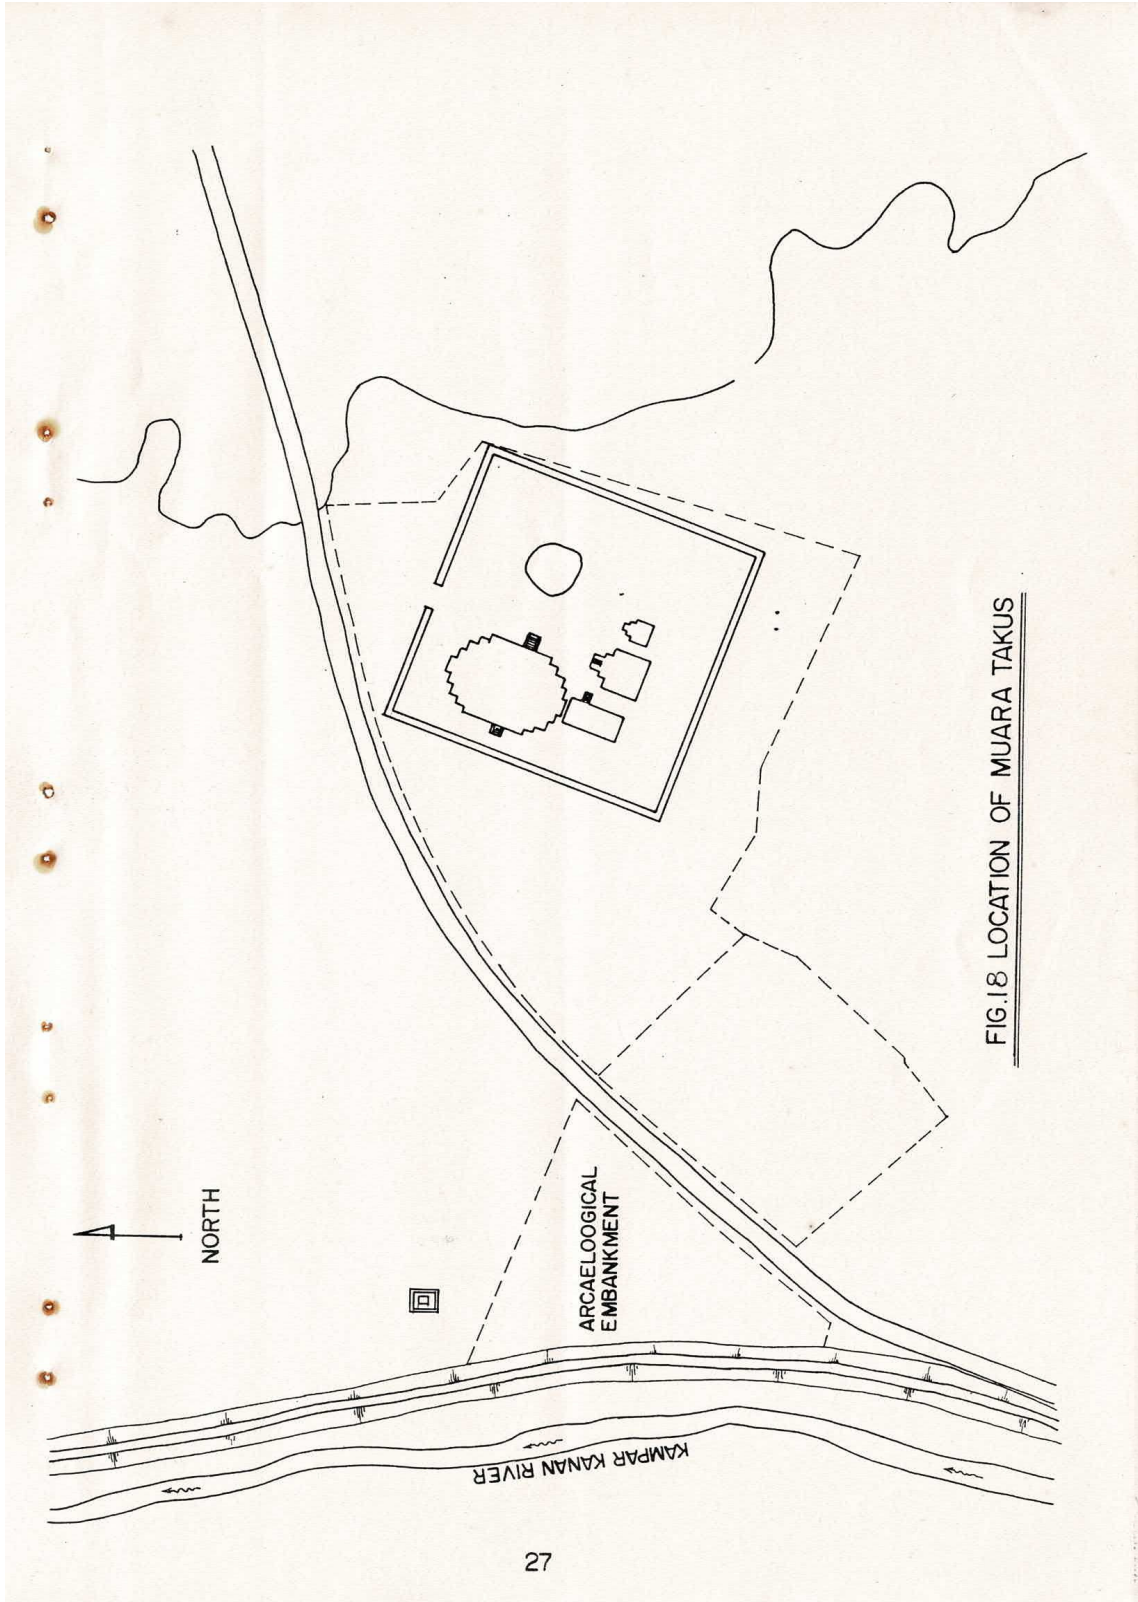 NORTH
ARCAELOOGICAL
EMBANKMENT
KAMPAR KANAN RIVER
FIG.18 LOCATION OF MUARA TAKUS
27